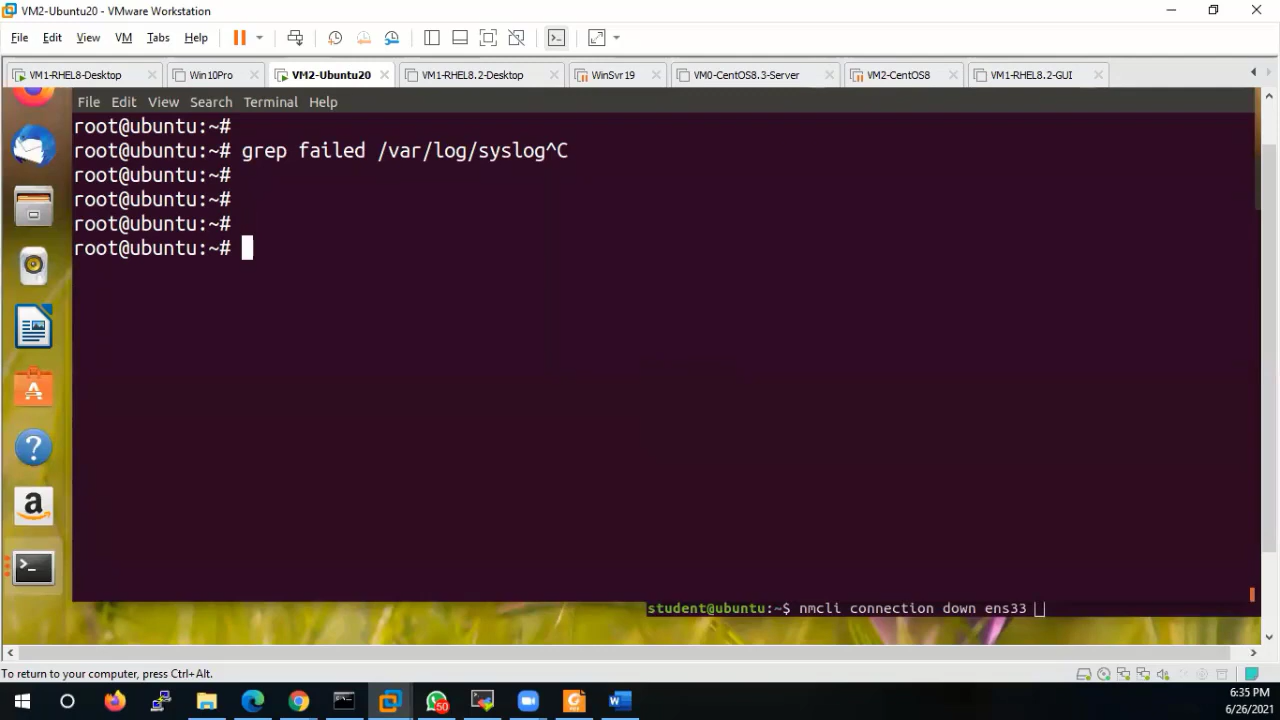 VM2-Ubuntu20 - VMware Workstation
File Edit View VM Tabs Help
VM1-RHEL8-Desktop Win10Pro VM2-Ubuntu20 VM1-RHEL8.2-Desktop WinSvr19 VM0-CentOS8.3-Server VM2-CentOS8 VM1-RHEL8.2-GUI
File Edit View Search Terminal Help
root@ubuntu:~#
root@ubuntu:~# grep failed /var/log/syslog^C
root@ubuntu:~#
root@ubuntu:~#
root@ubuntu:~#
root@ubuntu:~#
student@ubuntu:~$ nmcli connection down ens33
To return to your computer, press Ctrl+Alt.
50
6:35 PM
6/26/2021